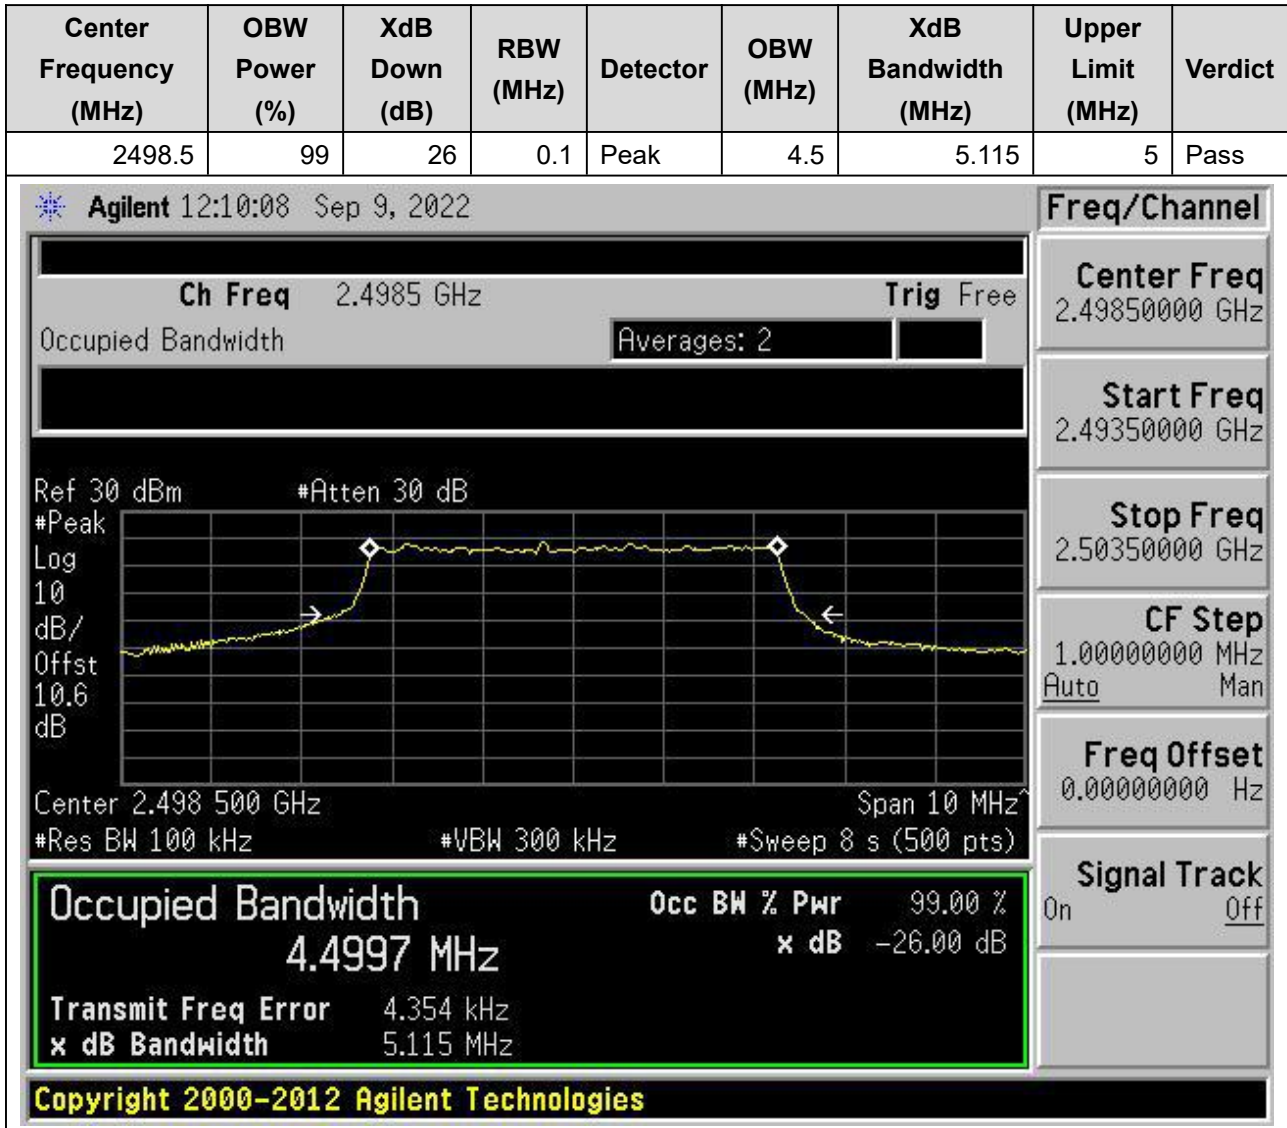 Center Frequency (MHz) OBW Power (%) XdB Down (dB) RBW (MHz) Detector OBW (MHz) XdB Bandwidth (MHz) Upper Limit (MHz) Verdict
2498.5 99 26 0.1 Peak 4.5 5.115 5 Pass
Agilent 12:10:08 Sep 9, 2022
Freq/Channel
Ch Freq 2.4985 GHz Trig Free
Occupied Bandwidth Averages: 2
Center Freq
2.49850000 GHz
Start Freq
2.49350000 GHz
Stop Freq
2.50350000 GHz
CF Step
1.00000000 MHz
Auto Man
Freq Offset
0.00000000 Hz
Signal Track
On Off
Ref 30 dBm #Atten 30 dB
#Peak
Log
10
dB/
Offst
10.6
dB
Center 2.498 500 GHz Span 10 MHz^
#Res BW 100 kHz #VBW 300 kHz #Sweep 8 s (500 pts)
Occupied Bandwidth Occ BW % Pwr 99.00 %
4.4997 MHz x dB -26.00 dB
Transmit Freq Error 4.354 kHz
x dB Bandwidth 5.115 MHz
Copyright 2000-2012 Agilent Technologies